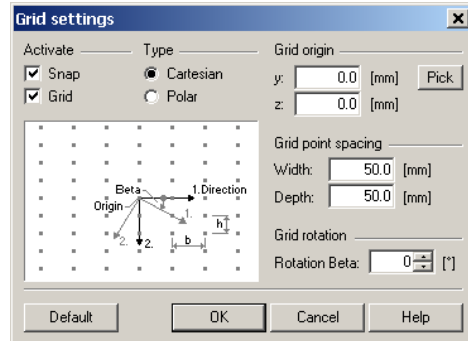 Grid settings
Activate
Type
Grid origin
Snap
Cartesian
y: 0.0 [mm]
Pick
Grid
Polar
z: 0.0 [mm]
Grid point spacing
Width: 50.0 [mm]
Depth: 50.0 [mm]
Beta
1.Direction
Origin
1.
h
2.
2.
b
Grid rotation
Rotation Beta: 0 [°]
Default
OK
Cancel
Help